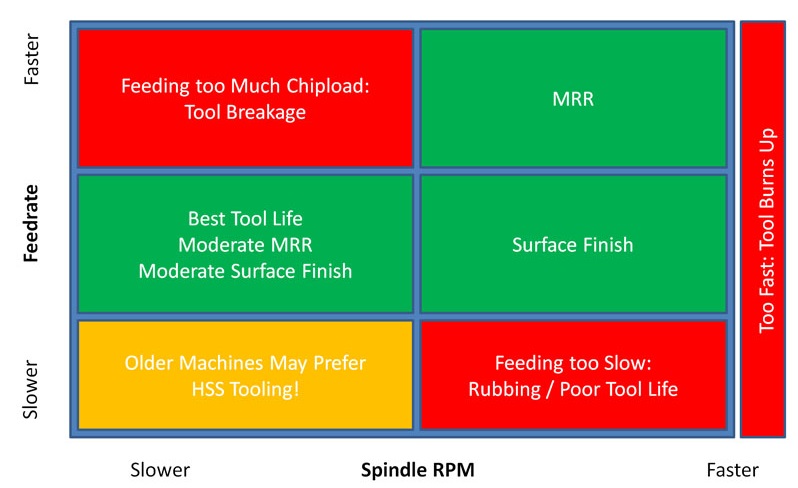 Faster
Feeding too Much Chipload:
Tool Breakage
MRR
Feedrate
Best Tool Life
Moderate MRR
Moderate Surface Finish
Surface Finish
Too Fast: Tool Burns Up
Slower
Older Machines May Prefer
HSS Tooling!
Feeding too Slow:
Rubbing / Poor Tool Life
Slower
Spindle RPM
Faster